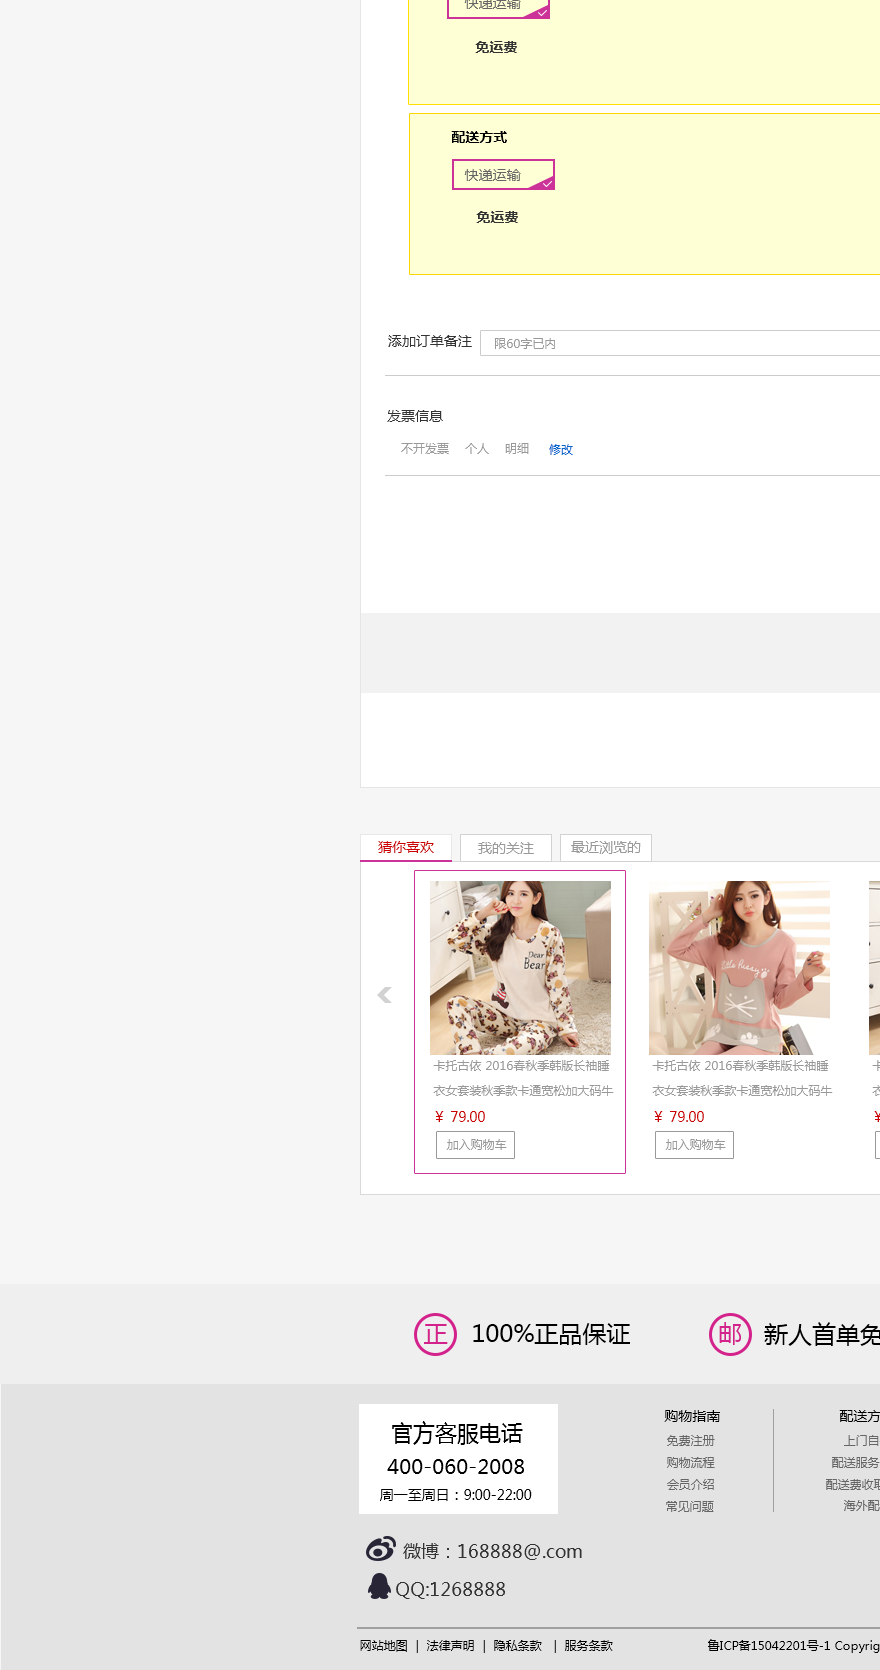 快递运输
免运费
配送方式
快递运输
免运费
添加订单备注 限60字已内
发票信息
不开发票 个人 明细 修改
猜你喜欢 我的关注 最近浏览的
Dear
Bear
卡托古依 2016春秋季韩版长袖睡 卡托古依 2016春秋季韩版长袖睡
衣女套装秋季款卡通宽松加大码牛 衣女套装秋季款卡通宽松加大码牛
¥ 79.00 ¥ 79.00
加入购物车 加入购物车
正 100%正品保证 邮 新人首单免
官方客服电话
400-060-2008
周一至周日：9:00-22:00
购物指南
免费注册
购物流程
会员介绍
常见问题
配送方
上门自
配送服务
配送费收取
海外配
微博：168888@.com
QQ:1268888
网站地图 | 法律声明 | 隐私条款 | 服务条款 鲁ICP备15042201号-1 Copyrig